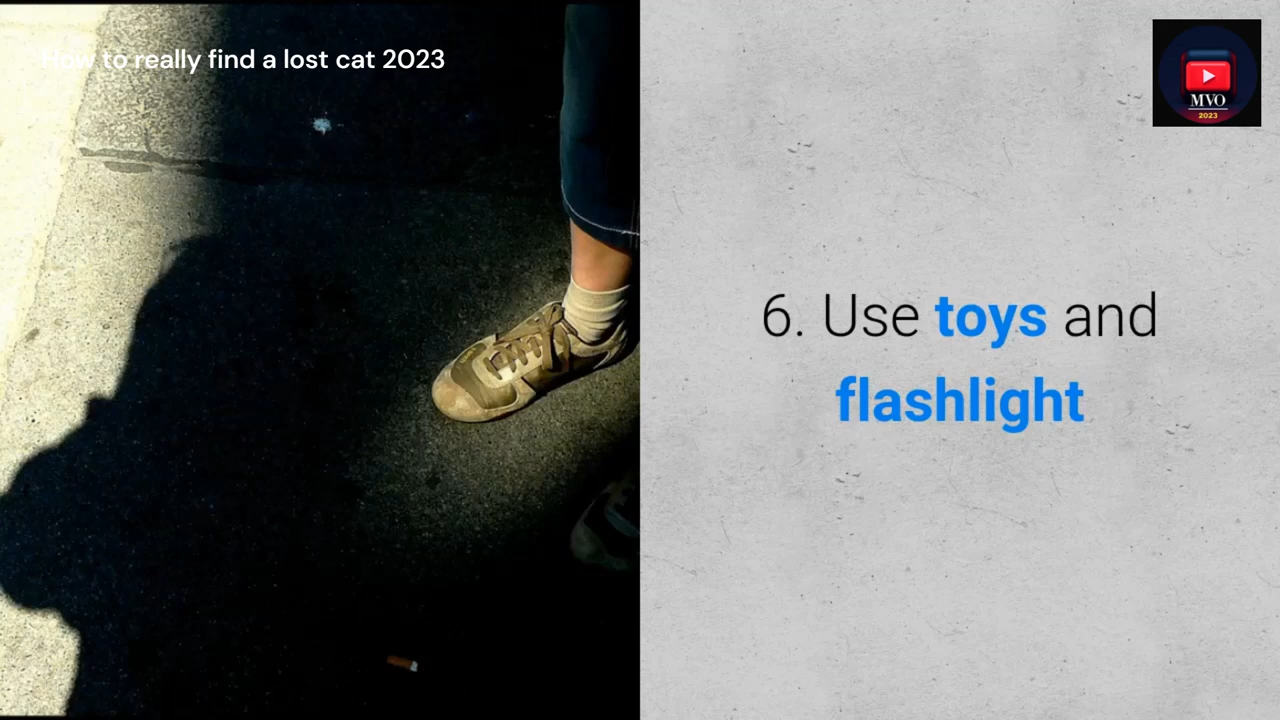 How to really find a lost cat 2023
MVO
2023
6. Use toys and
flashlight